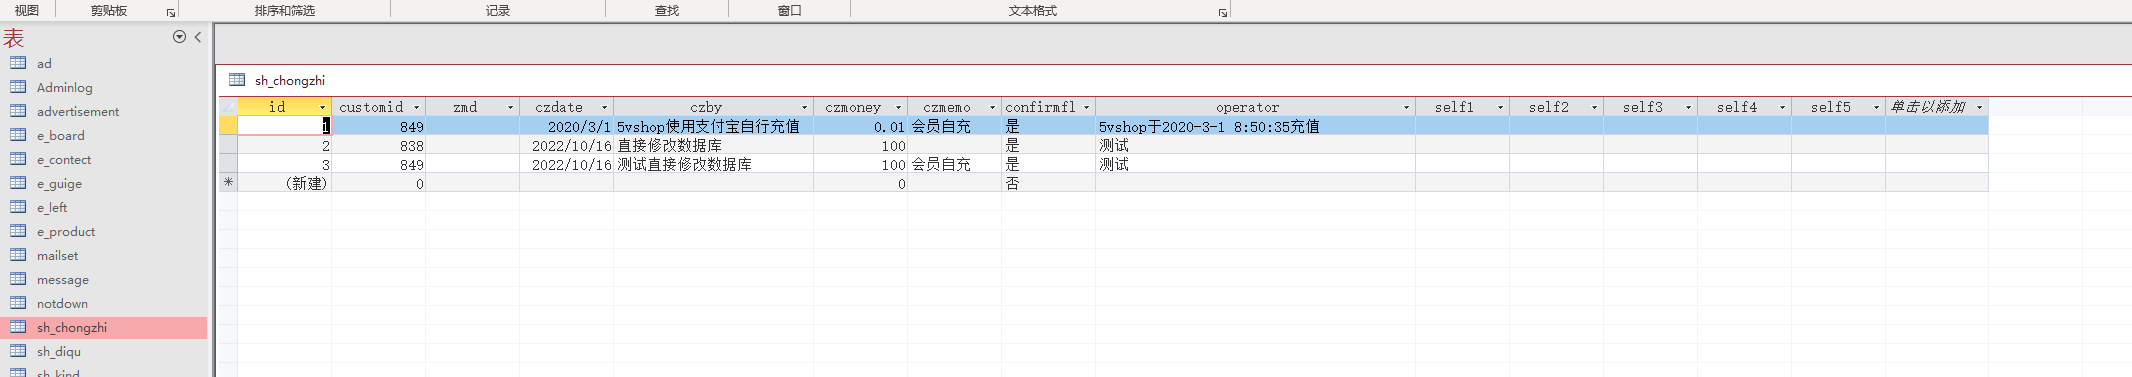 视图 剪贴板 排序和筛选 记录 查找 窗口 文本格式
表
ad
Adminlog
advertisement
e_board
e_contect
e_guige
e_left
e_product
mailset
message
notdown
sh_chongzhi
sh_diqu
sh_kind
sh_chongzhi
id customid zmd czdate czby czmoney czmemo confirmfl operator self1 self2 self3 self4 self5 单击以添加
1 849 2020/3/1 5vshop使用支付宝自行充值 0.01 会员自充 是 5vshop于2020-3-1 8:50:35充值
2 838 2022/10/16 直接修改数据库 100 是 测试
3 849 2022/10/16 测试直接修改数据库 100 会员自充 是 测试
* (新建) 0 0 否